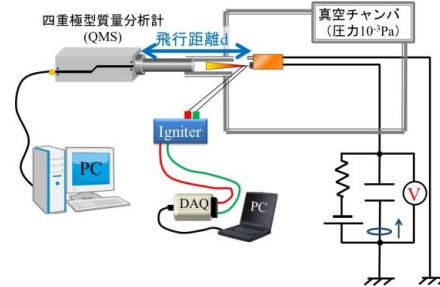 四重極型質量分析計
(QMS)
飛行距離d
真空チャンバ
(圧力10⁻³Pa)
Igniter
PC
DAQ
PC
V